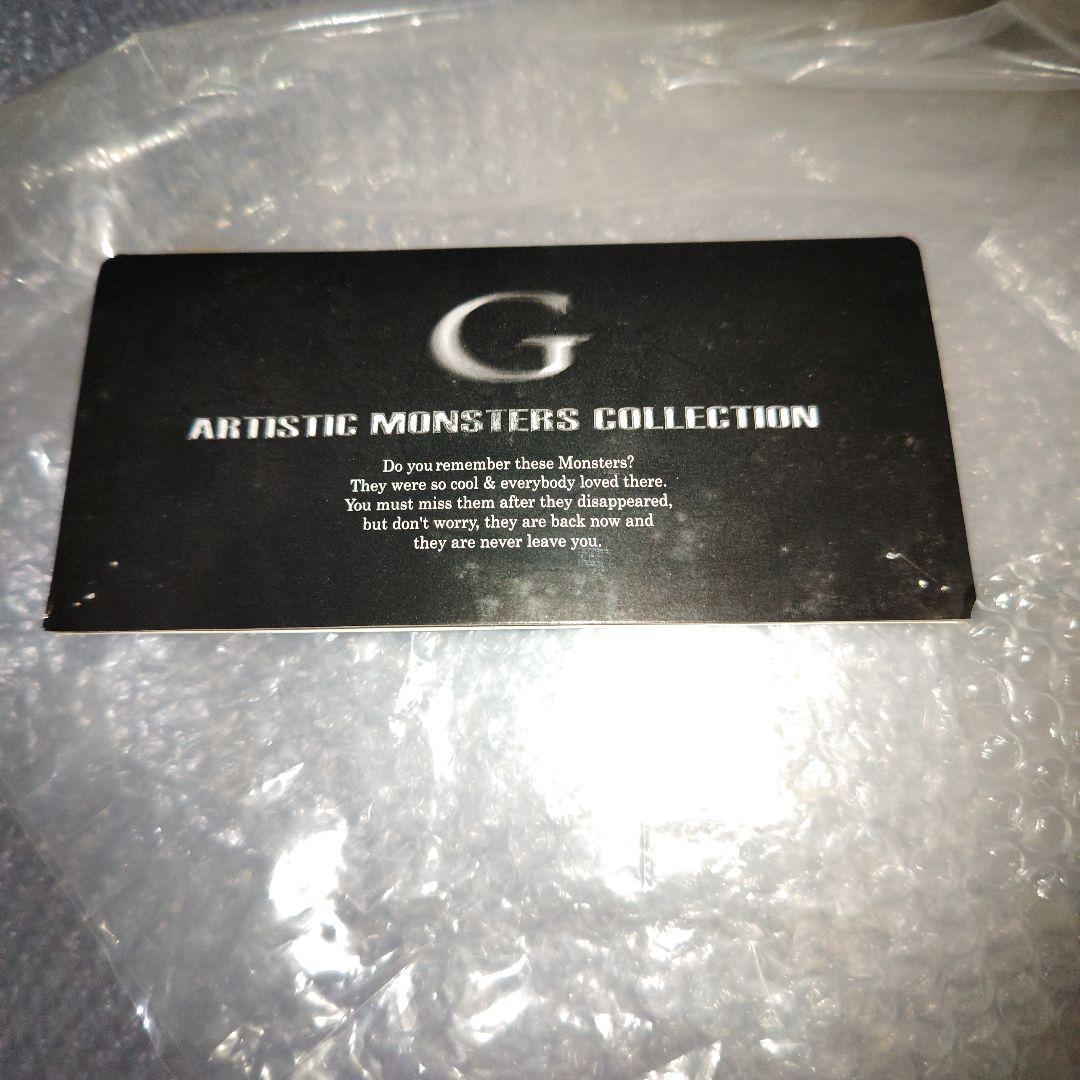 G
ARTISTIC MONSTERS COLLECTION
Do you remember these Monsters?
They were so cool & everybody loved there.
You must miss them after they disappeared,
but don't worry, they are back now and
they are never leave you.